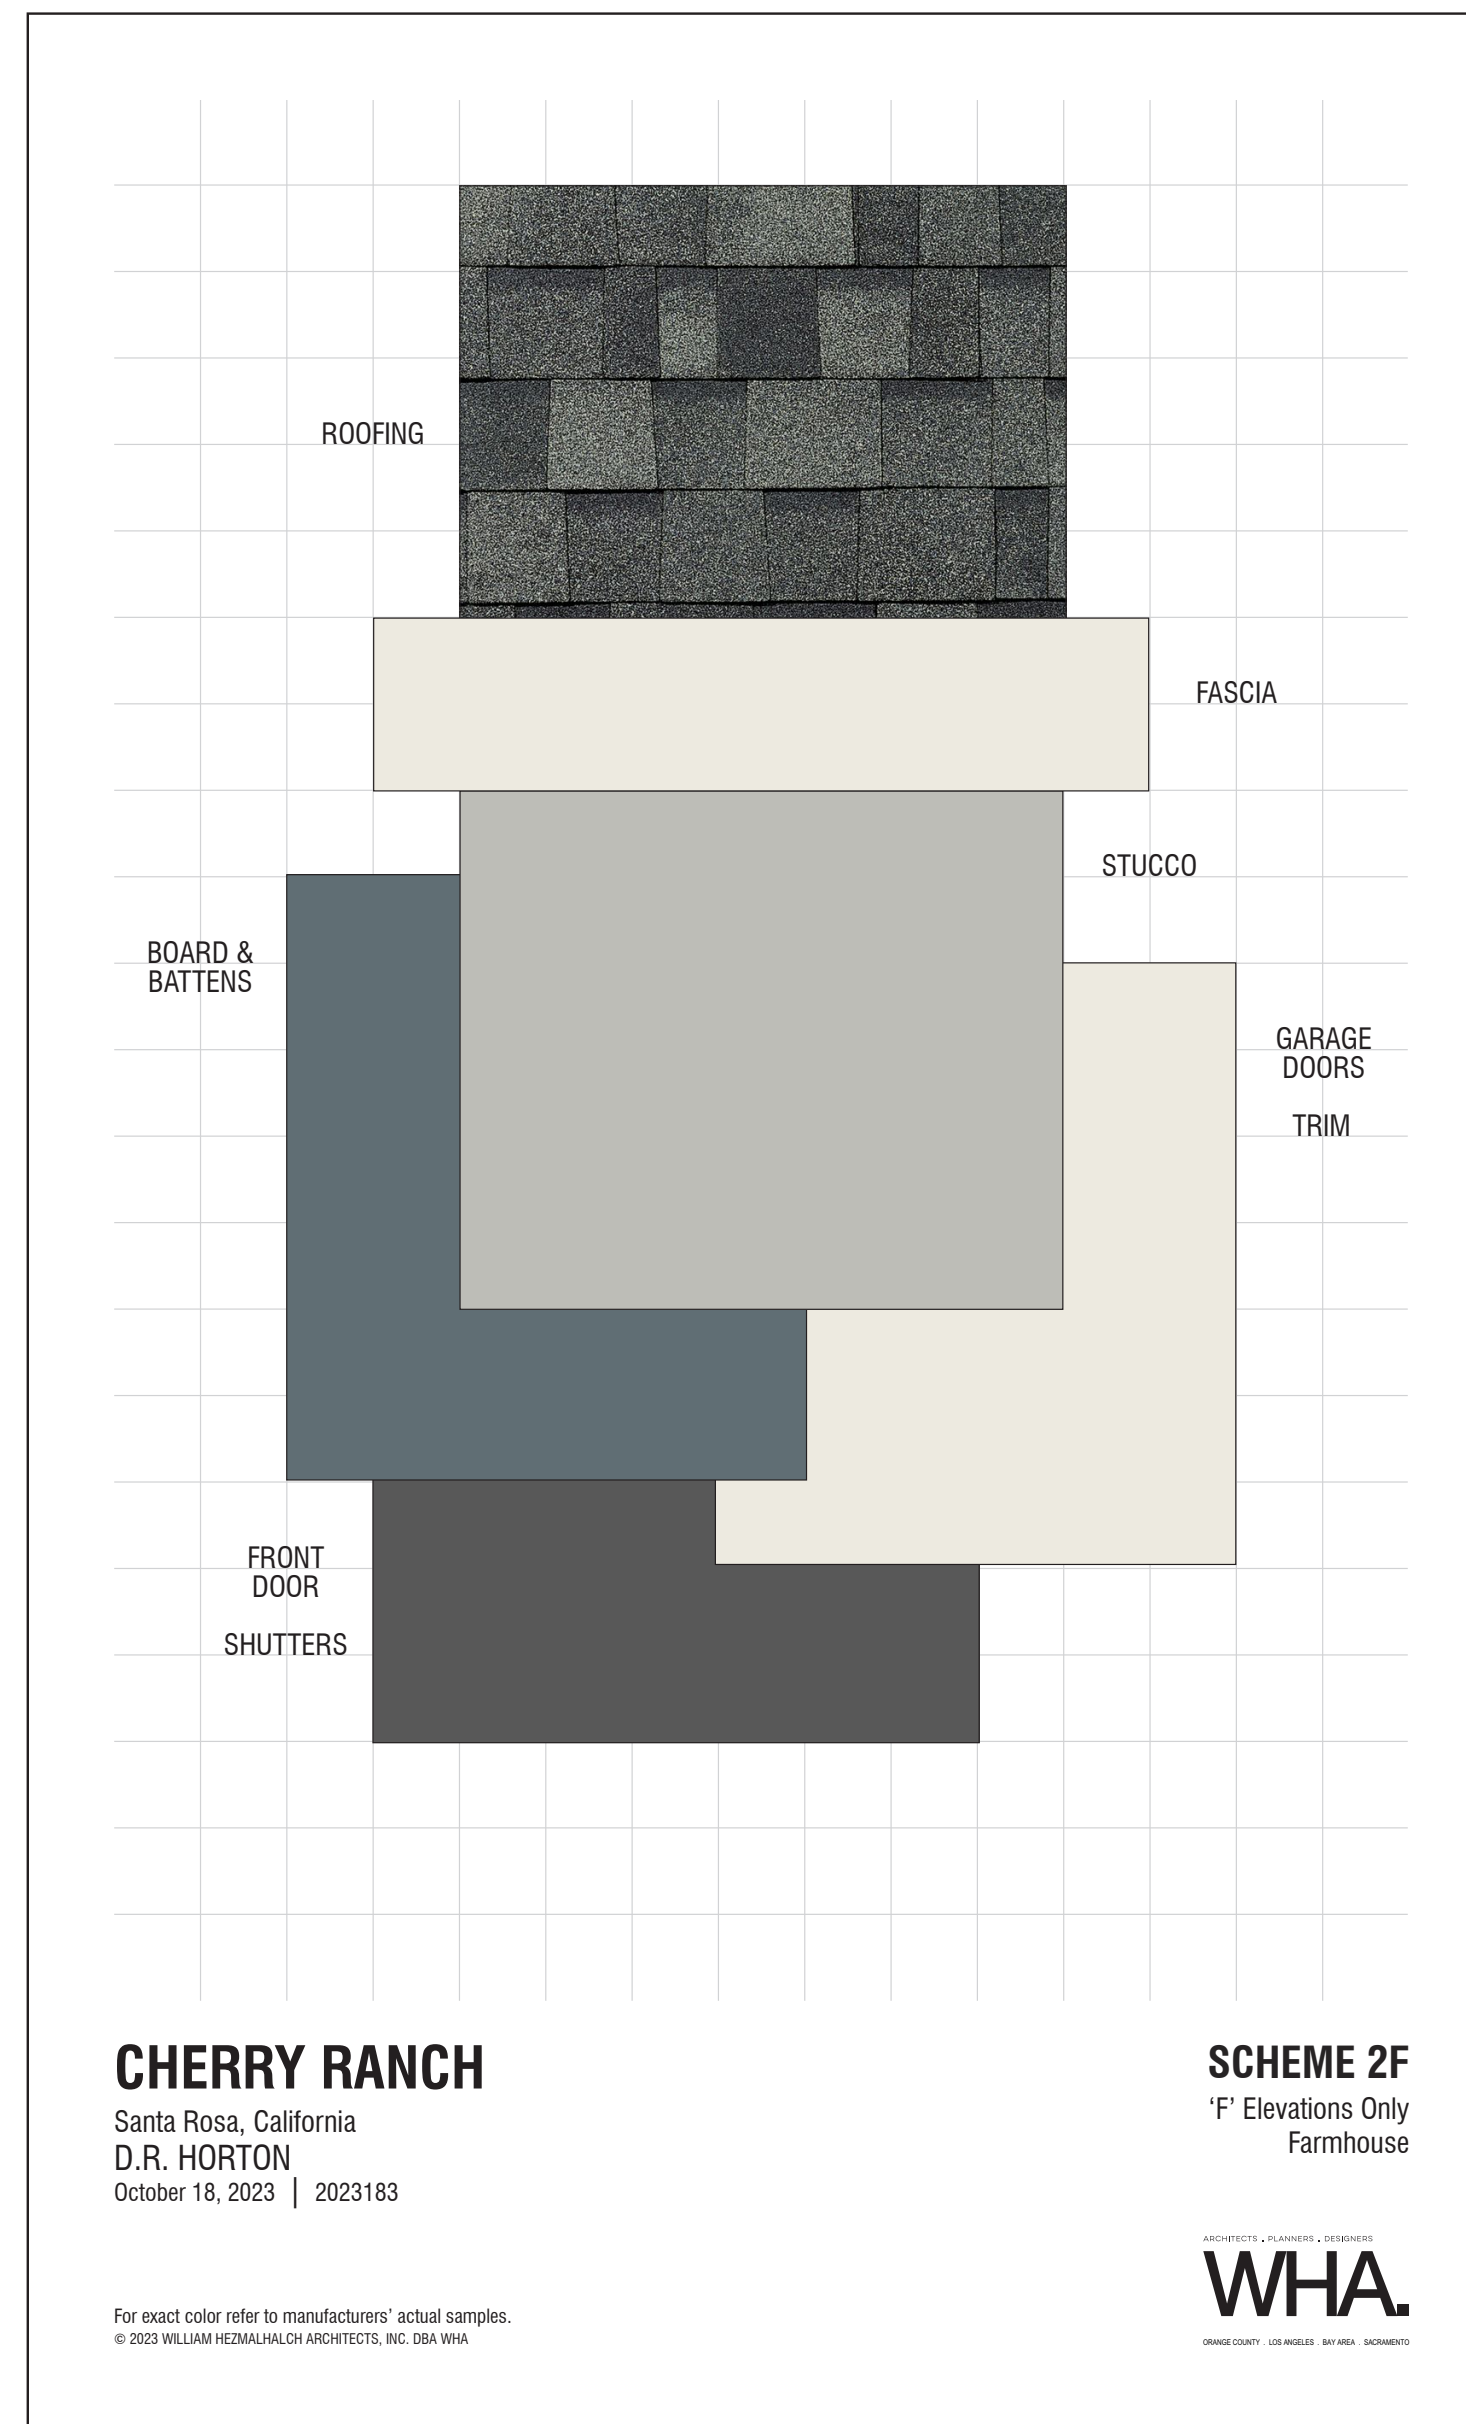 ROOFING
FASCIA
STUCCO
BOARD &
BATTENS
GARAGE
DOORS
TRIM
FRONT
DOOR
SHUTTERS
CHERRY RANCH
Santa Rosa, California
D.R. HORTON
October 18, 2023 | 2023183
SCHEME 2F
‘F’ Elevations Only
Farmhouse
ARCHITECTS . PLANNERS . DESIGNERS
WHA.
ORANGE COUNTY . LOS ANGELES . BAY AREA . SACRAMENTO
For exact color refer to manufacturers’ actual samples.
© 2023 WILLIAM HEZMALHALCH ARCHITECTS, INC. DBA WHA